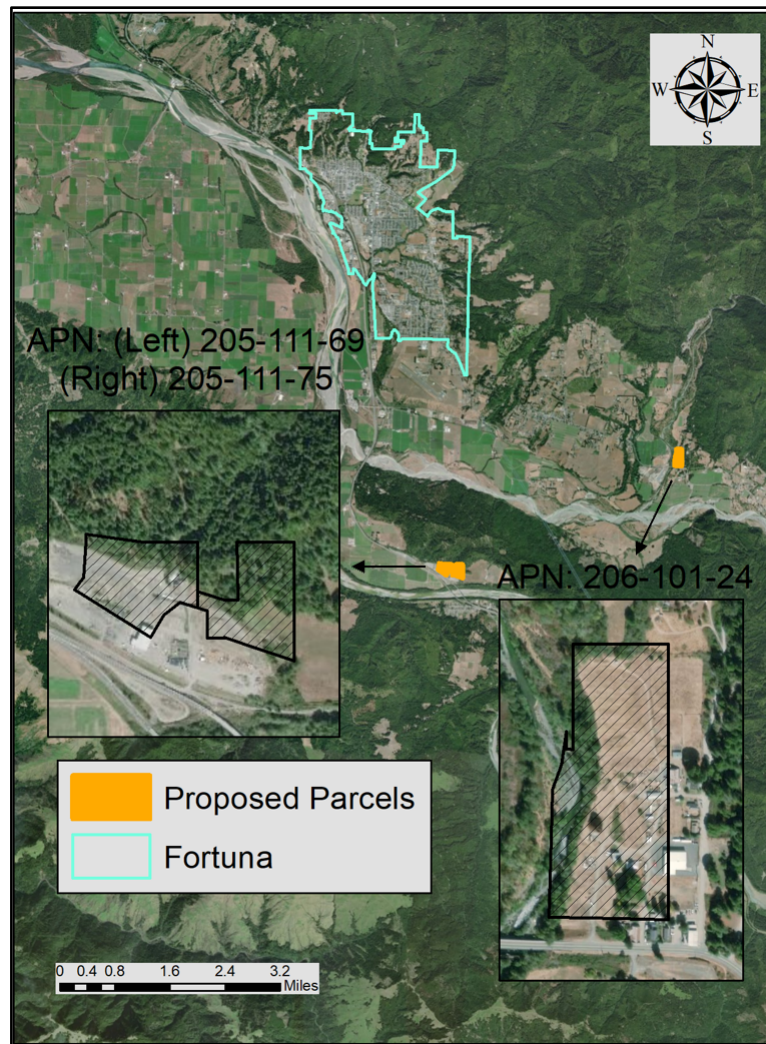 N
W E
S
APN: (Left) 205-111-69
(Right) 205-111-75
APN: 206-101-24
Proposed Parcels
Fortuna
0 0.4 0.8 1.6 2.4 3.2
Miles